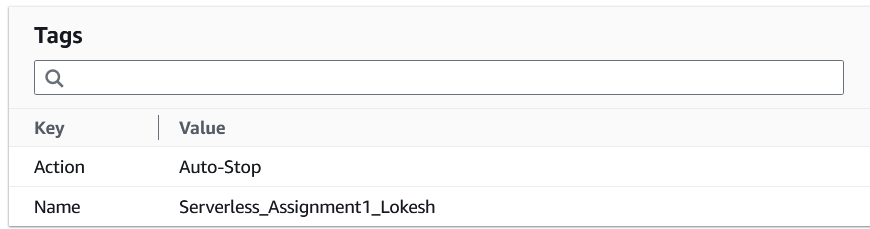 Tags
Key Value
Action Auto-Stop
Name Serverless_Assignment1_Lokesh